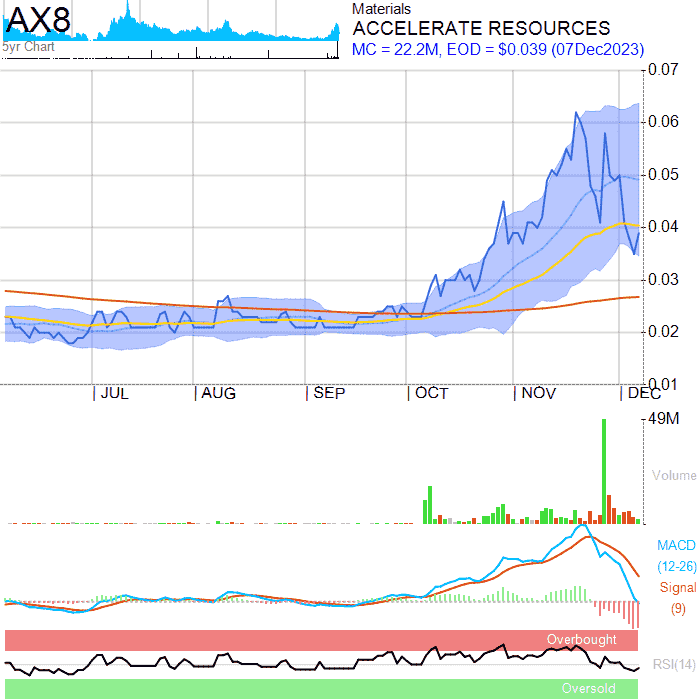 AX8
5yr Chart
Materials
ACCELERATE RESOURCES
MC = 22.2M, EOD = $0.039 (07Dec2023)
0.07
0.06
0.05
0.04
0.03
0.02
0.01
JUL AUG SEP OCT NOV DEC
49M
Volume
MACD
(12-26)
Signal
(9)
Overbought
RSI(14)
Oversold